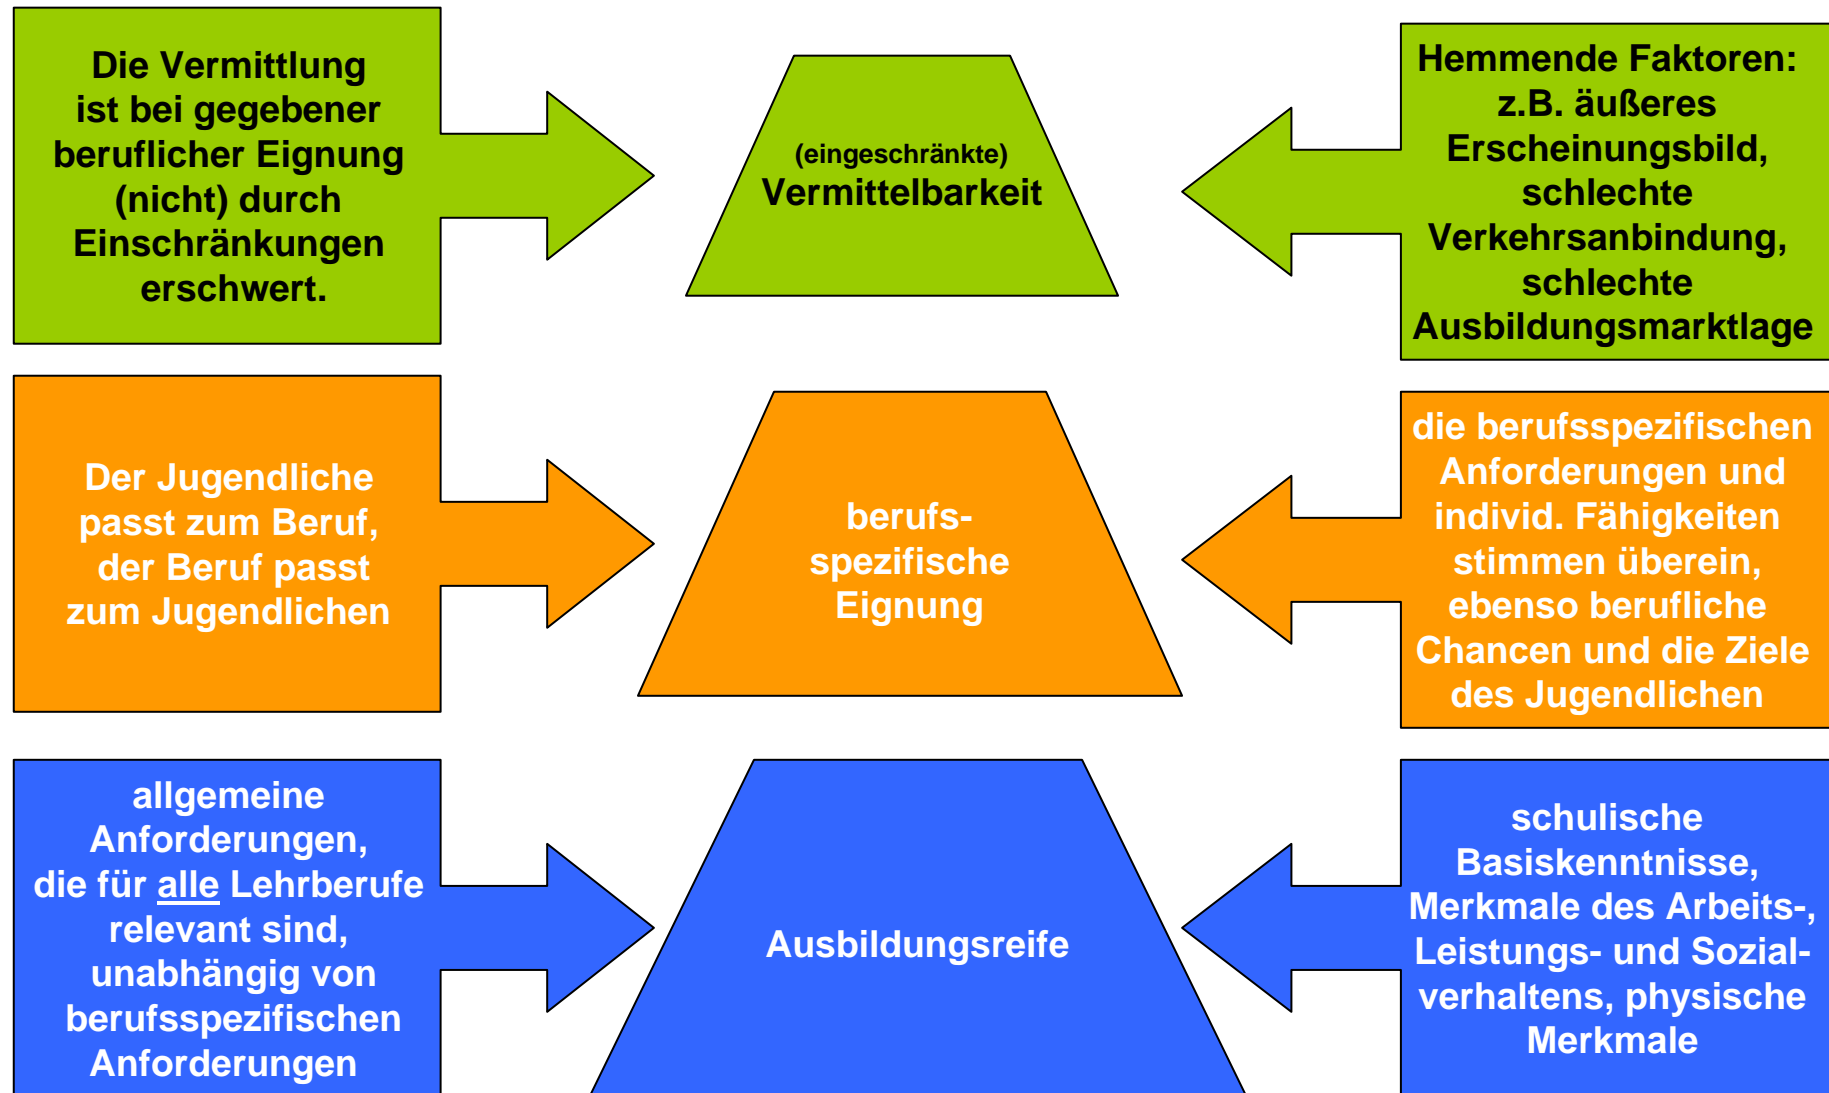 Die Vermittlung
ist bei gegebener
beruflicher Eignung
(nicht) durch
Einschränkungen
erschwert.
(eingeschränkte)
Vermittelbarkeit
Hemmende Faktoren:
z.B. äußeres
Erscheinungsbild,
schlechte
Verkehrsanbindung,
schlechte
Ausbildungsmarktlage
Der Jugendliche
passt zum Beruf,
der Beruf passt
zum Jugendlichen
berufs-
spezifische
Eignung
die berufsspezifischen
Anforderungen und
individ. Fähigkeiten
stimmen überein,
ebenso berufliche
Chancen und die Ziele
des Jugendlichen
allgemeine
Anforderungen,
die für alle Lehrberufe
relevant sind,
unabhängig von
berufsspezifischen
Anforderungen
Ausbildungsreife
schulische
Basiskenntnisse,
Merkmale des Arbeits-,
Leistungs- und Sozial-
verhaltens, physische
Merkmale